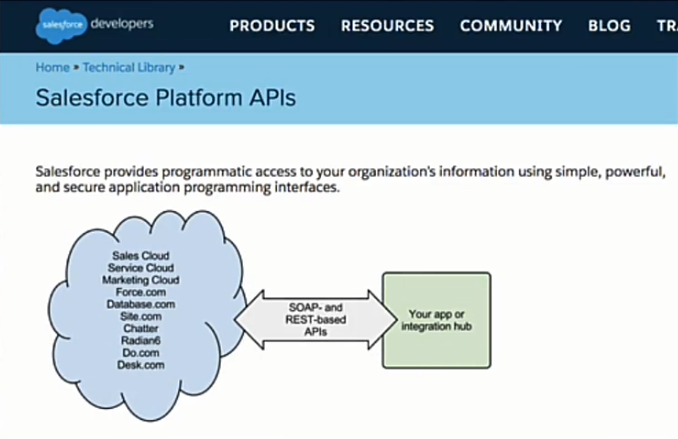 salesforce developers PRODUCTS RESOURCES COMMUNITY BLOG TR
Home » Technical Library »
Salesforce Platform APIs
Salesforce provides programmatic access to your organization's information using simple, powerful,
and secure application programming interfaces.
Sales Cloud
Service Cloud
Marketing Cloud
Force.com
Database.com
Site.com
Chatter
Radian6
Do.com
Desk.com
SOAP- and
REST-based
APIs
Your app or
integration hub